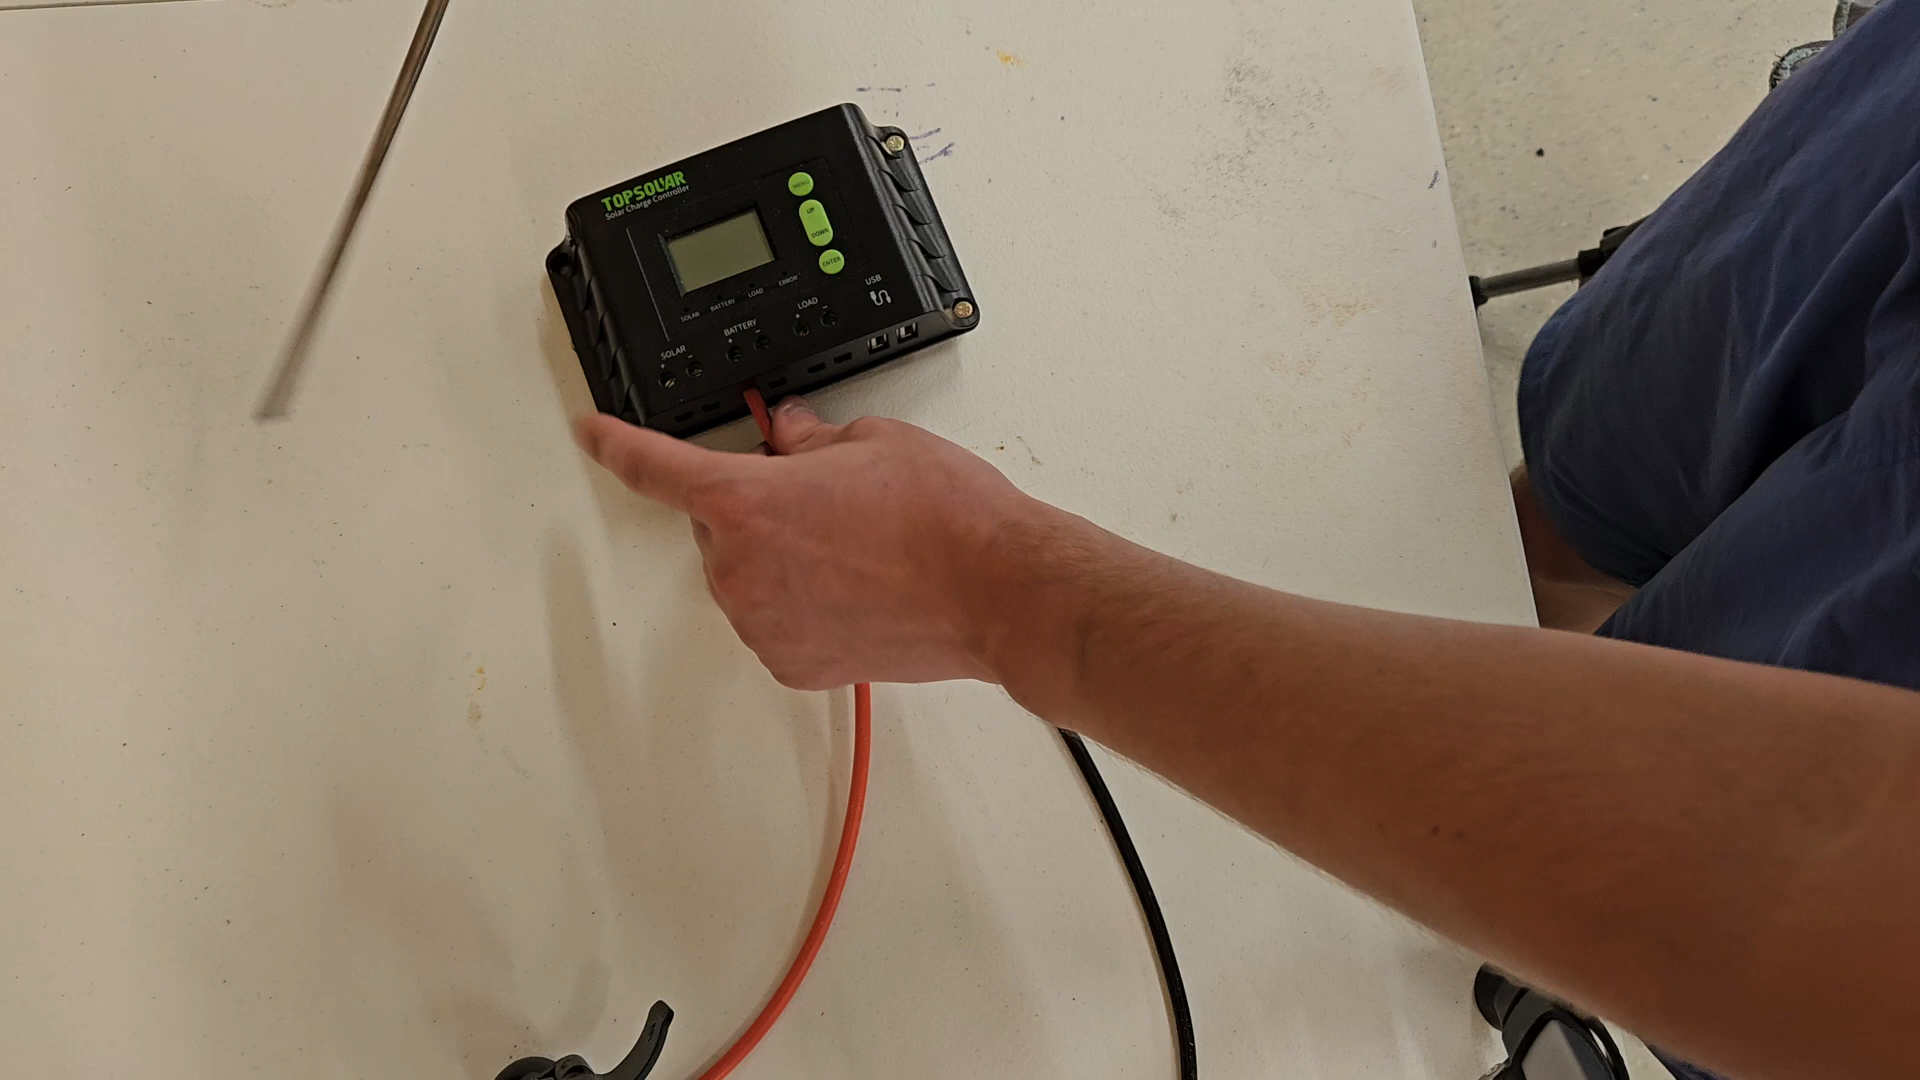 TOPSOLAR
Solar Charge Controller
MENU
UP
DOWN
ENTER
SOLAR BATTERY LOAD ERROR
USB
LOAD
+ -
BATTERY
+ -
SOLAR
+ -